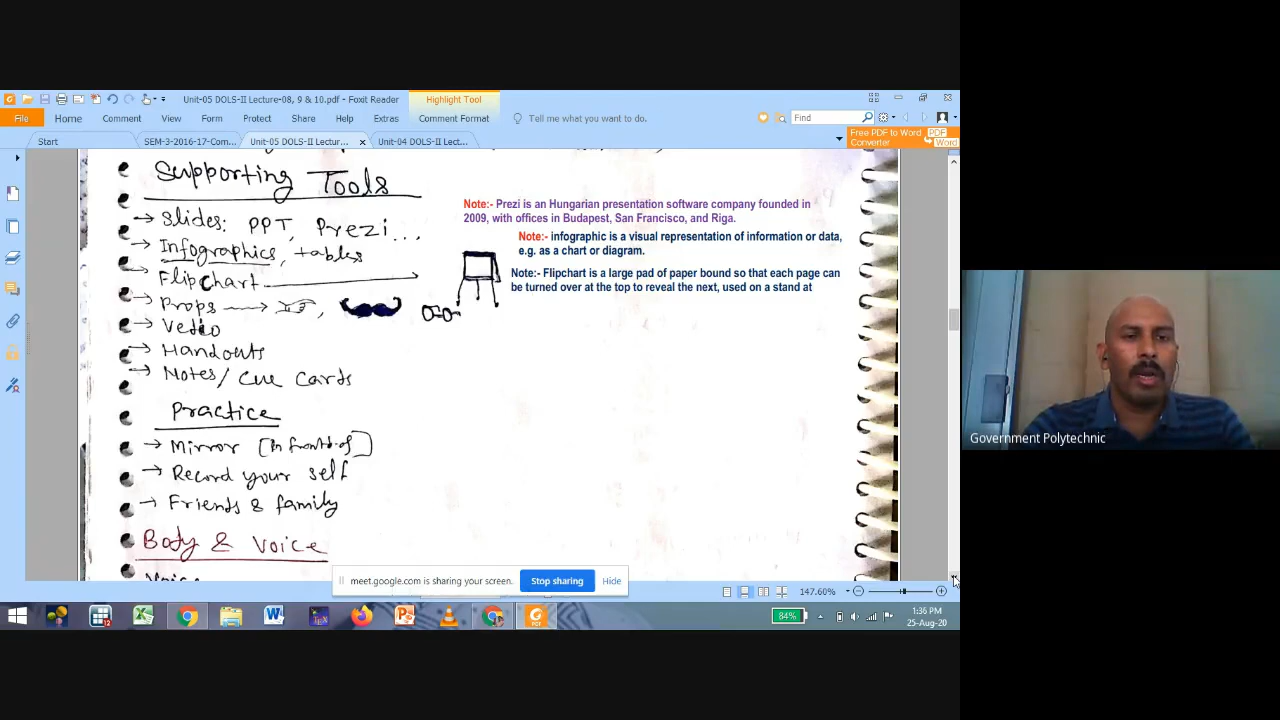 Unit-05 DOLS-II Lecture-08, 9 & 10.pdf - Foxit Reader
Highlight Tool
File Home Comment View Form Protect Share Help Extras Comment Format Tell me what you want to do. Find
Start SEM-3-2016-17-Com... Unit-05 DOLS-II Lectur... Unit-04 DOLS-II Lect...
Free PDF to Word Converter
PDF
Word
Supporting Tools
→ Slides: PPT, Prezi...
→ Infographics, tables
→ Flipchart
→ Props →
→ Vedio
→ Handouts
→ Notes/ Cue Cards
Practice
→ Mirror [In front of]
→ Record your self
→ Friends & family
Body & Voice
Voice
Note:- Prezi is an Hungarian presentation software company founded in
2009, with offices in Budapest, San Francisco, and Riga.
Note:- infographic is a visual representation of information or data,
e.g. as a chart or diagram.
Note:- Flipchart is a large pad of paper bound so that each page can
be turned over at the top to reveal the next, used on a stand at
Government Polytechnic
meet.google.com is sharing your screen. Stop sharing Hide
147.60%
84%
1:36 PM
25-Aug-20